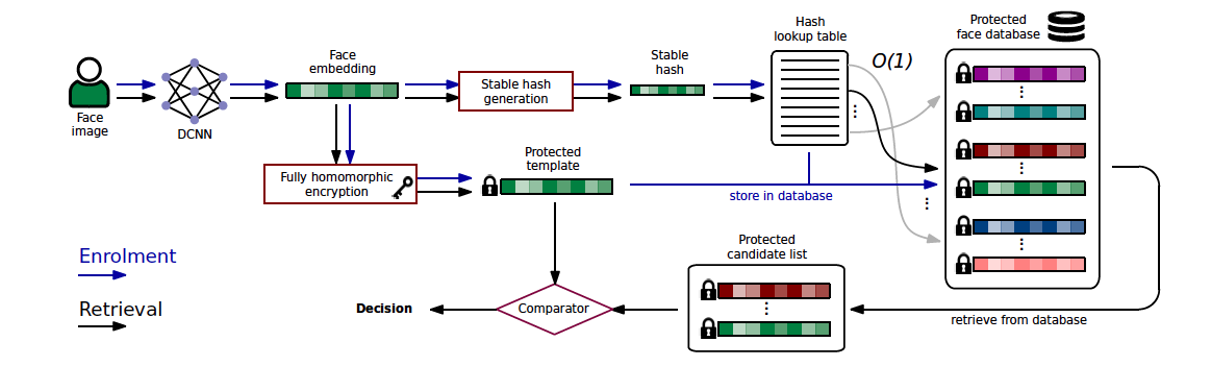 Hash
lookup table
Protected
face database
Face
embedding
Stable
hash
O(1)
Stable hash
generation
Face
image
DCNN
Fully homomorphic
encryption
Protected
template
store in database
Enrolment
Retrieval
Protected
candidate list
Decision
Comparator
retrieve from database